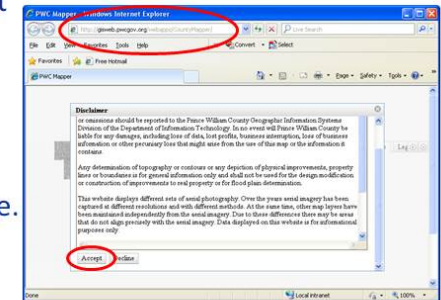 t
e.
PWC Mapper - Windows Internet Explorer
http://gisweb.pwcgov.org/webapps/CountyMapper/
Live Search
File Edit View Favorites Tools Help
Convert Select
Favorites Free Hotmail
PWC Mapper
Page Safety Tools
Disclaimer
or omissions should be reported to the Prince William County Geographic Information Systems
Division of the Department of Information Technology. In no event will Prince William County be
liable for any damages, including loss of data, lost profits, business interruption, loss of business
information or other pecuniary loss that might arise from the use of this map or the information it
contains.
Any determination of topography or contours or any depiction of physical improvements, property
lines or boundaries is for general information only and shall not be used for the design modification
or construction of improvements to real property or for flood plain determination.
This website displays different sets of aerial photography. Over the years aerial imagery has been
captured at different resolutions and with different methods. At the same time, other map layers have
been maintained independently from the aerial imagery. Due to these differences there may be areas
that do not align precisely with the aerial imagery. Data displayed on this website is for informational
purposes only.
Log
Accept Decline
Done Local intranet 100%